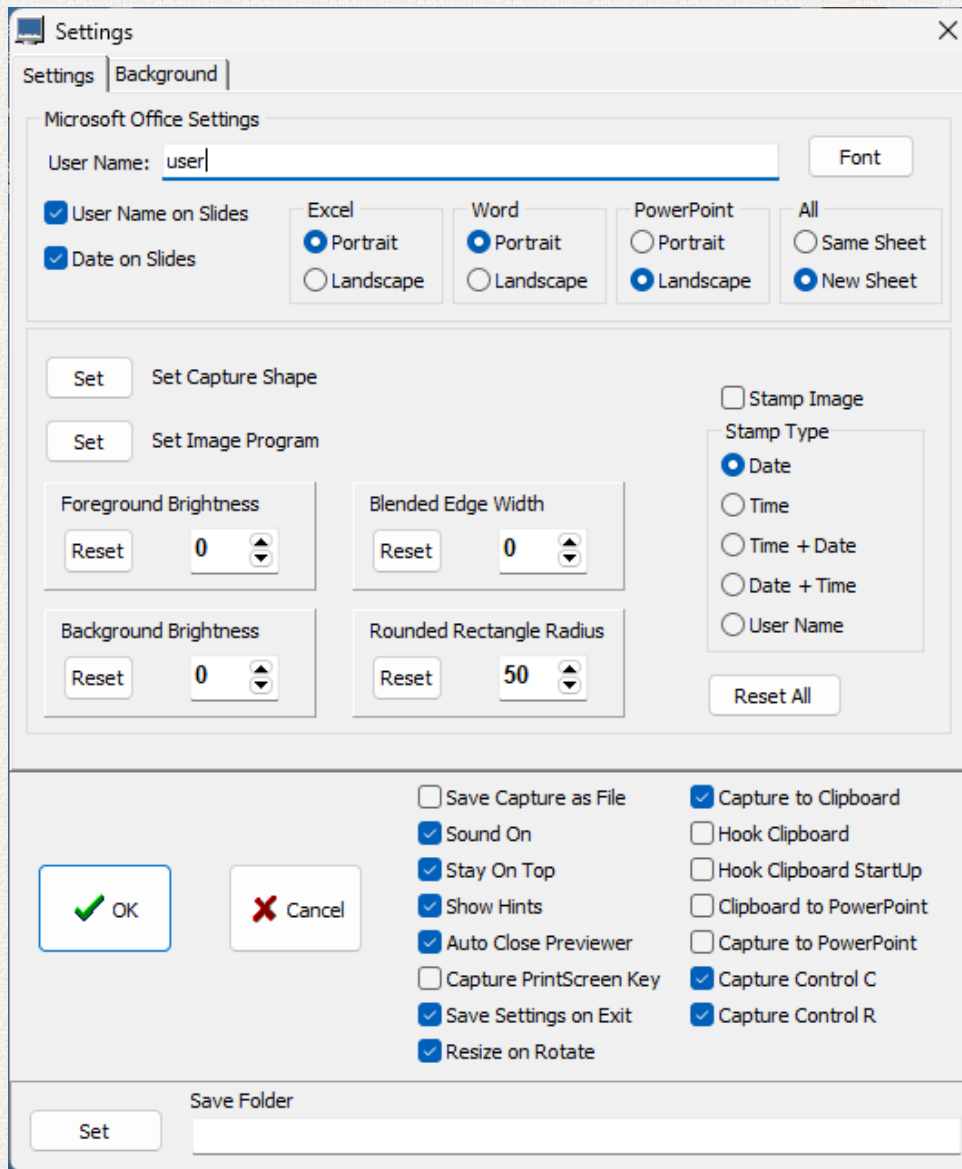 Settings
Settings Background
Microsoft Office Settings
User Name: user Font
User Name on Slides
Date on Slides
Excel
Portrait
Landscape
Word
Portrait
Landscape
PowerPoint
Portrait
Landscape
All
Same Sheet
New Sheet
Set Set Capture Shape
Set Set Image Program
Foreground Brightness
Reset 0
Blended Edge Width
Reset 0
Background Brightness
Reset 0
Rounded Rectangle Radius
Reset 50
Stamp Image
Stamp Type
Date
Time
Time + Date
Date + Time
User Name
Reset All
OK
Cancel
Save Capture as File
Sound On
Stay On Top
Show Hints
Auto Close Previewer
Capture PrintScreen Key
Save Settings on Exit
Resize on Rotate
Capture to Clipboard
Hook Clipboard
Hook Clipboard StartUp
Clipboard to PowerPoint
Capture to PowerPoint
Capture Control C
Capture Control R
Save Folder
Set